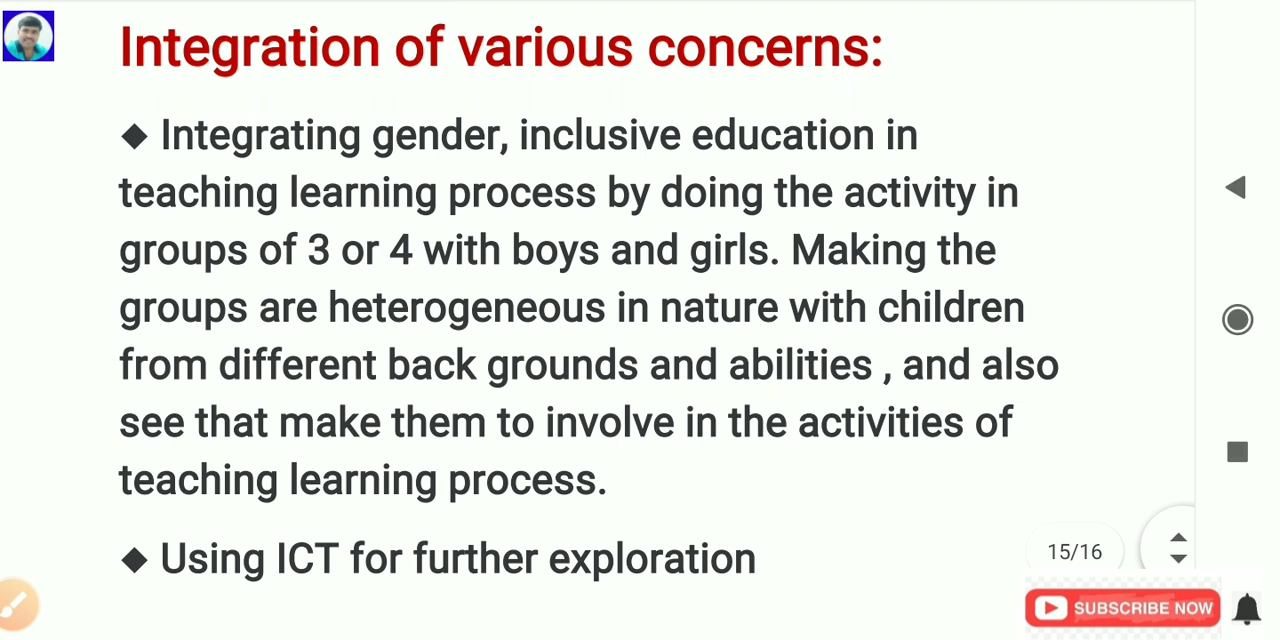 Integration of various concerns:
◆ Integrating gender, inclusive education in
teaching learning process by doing the activity in
groups of 3 or 4 with boys and girls. Making the
groups are heterogeneous in nature with children
from different back grounds and abilities , and also
see that make them to involve in the activities of
teaching learning process.
◆ Using ICT for further exploration
15/16
SUBSCRIBE NOW